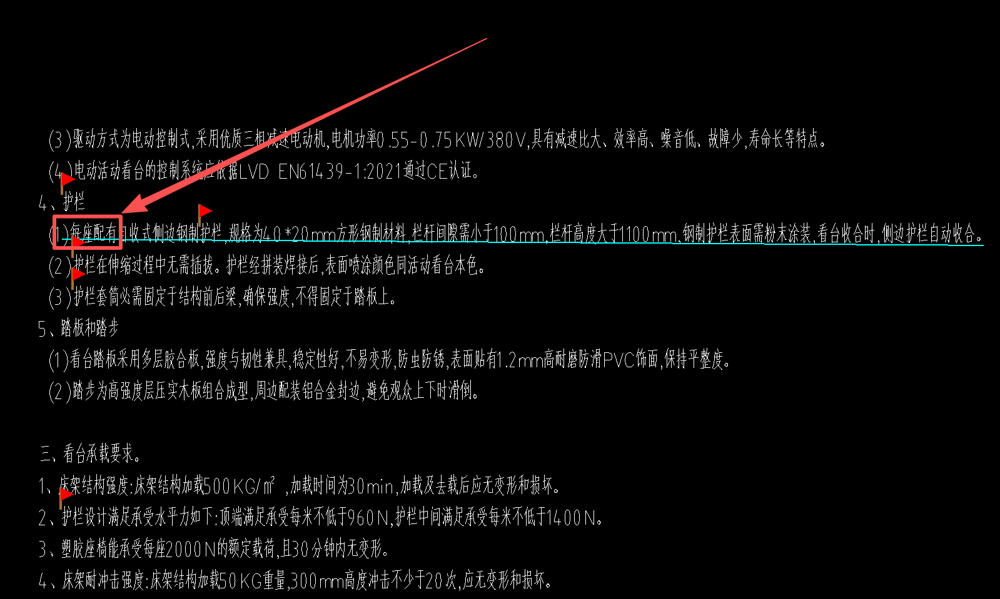 (3)驱动方式为电动控制式,采用优质三相减速电动机,电机功率0.55-0.75KW/380V,具有减速比大、效率高、噪音低、故障少,寿命长等特点。
(4)电动活动看台的控制系统应依据LVD EN61439-1:2021通过CE认证。
4、护栏
(1)每座配有自收式侧边钢制护栏,规格为40*20mm方形钢制材料,栏杆间隙需小于100mm,栏杆高度大于1100mm,钢制护栏表面需粉末涂装,看台收合时,侧边护栏自动收合。
(2)护栏在伸缩过程中无需插拔。护栏经拼装焊接后,表面喷涂颜色同活动看台本色。
(3)护栏套筒必需固定于结构前后梁,确保强度,不得固定于踏板上。
5、踏板和踏步
(1)看台踏板采用多层胶合板,强度与韧性兼具,稳定性好,不易变形,防虫防锈,表面贴有1.2mm高耐磨防滑PVC饰面,保持平整度。
(2)踏步为高强度层压实木板组合成型,周边配装铝合金封边,避免观众上下时滑倒。
三、看台承载要求。
1、床架结构强度:床架结构加载500KG/㎡ ,加载时间为30min,加载及去载后应无变形和损坏。
2、护栏设计满足承受水平力如下:顶端满足承受每米不低于960N,护栏中间满足承受每米不低于1400N。
3、塑胶座椅能承受每座2000N的额定载荷,且30分钟内无变形。
4、床架耐冲击强度:床架结构加载50KG重量,300mm高度冲击不少于20次,应无变形和损坏。